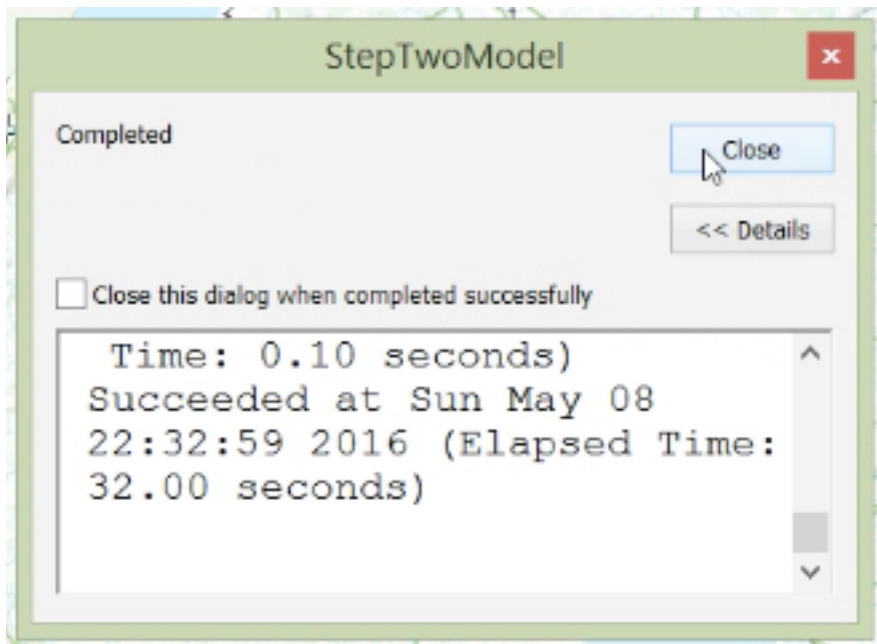 StepTwoModel
Completed
Close
<< Details
Close this dialog when completed successfully
Time: 0.10 seconds)
Succeeded at Sun May 08
22:32:59 2016 (Elapsed Time:
32.00 seconds)